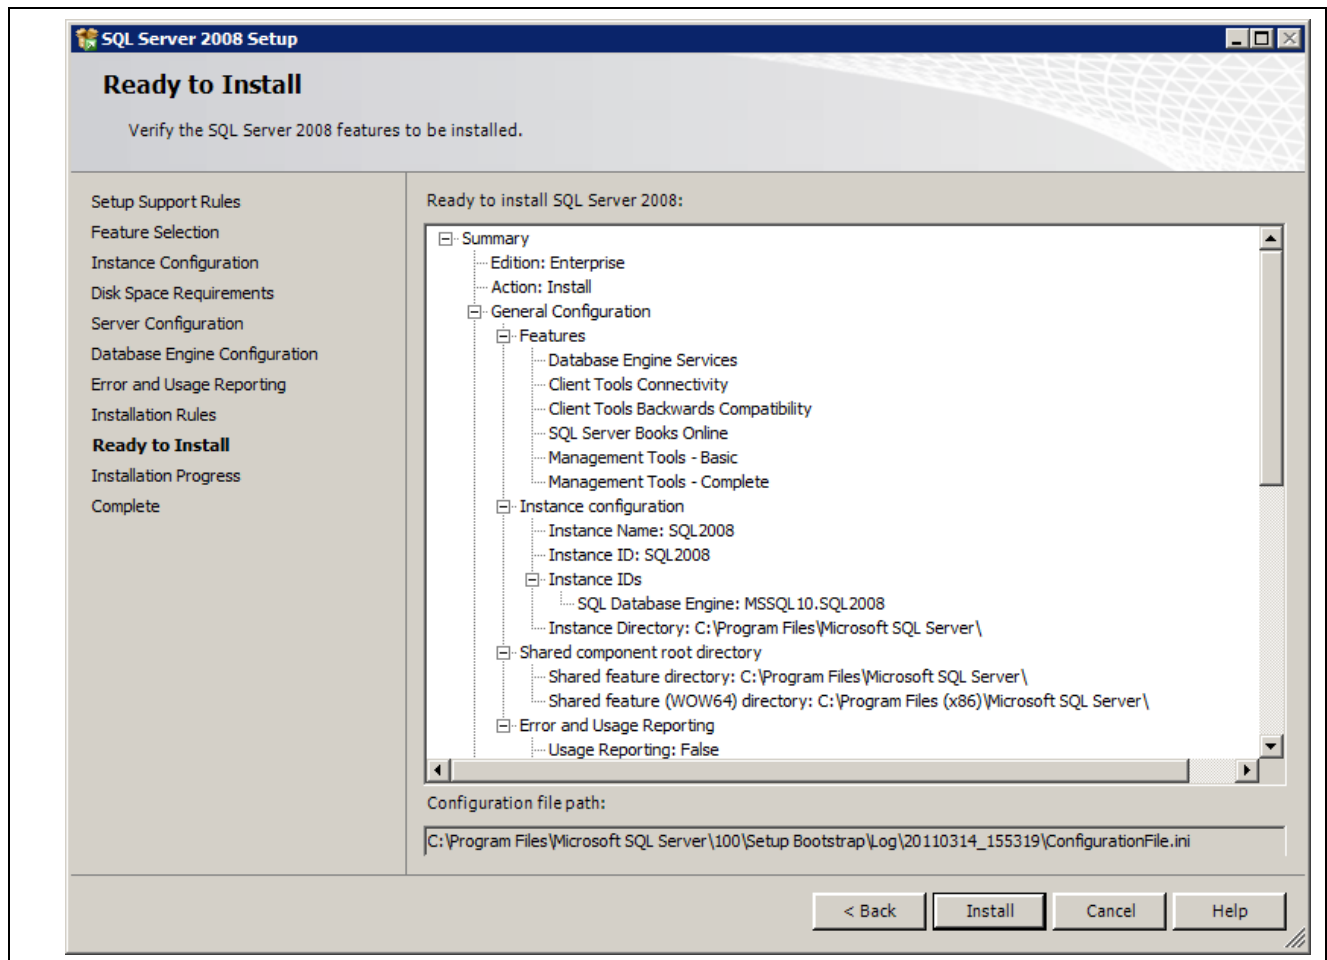 SQL Server 2008 Setup
Ready to Install
Verify the SQL Server 2008 features to be installed.
Setup Support Rules
Feature Selection
Instance Configuration
Disk Space Requirements
Server Configuration
Database Engine Configuration
Error and Usage Reporting
Installation Rules
Ready to Install
Installation Progress
Complete
Ready to install SQL Server 2008:
Summary
Edition: Enterprise
Action: Install
General Configuration
Features
Database Engine Services
Client Tools Connectivity
Client Tools Backwards Compatibility
SQL Server Books Online
Management Tools - Basic
Management Tools - Complete
Instance configuration
Instance Name: SQL2008
Instance ID: SQL2008
Instance IDs
SQL Database Engine: MSSQL10.SQL2008
Instance Directory: C:\Program Files\Microsoft SQL Server\
Shared component root directory
Shared feature directory: C:\Program Files\Microsoft SQL Server\
Shared feature (WOW64) directory: C:\Program Files (x86)\Microsoft SQL Server\
Error and Usage Reporting
Usage Reporting: False
Configuration file path:
C:\Program Files\Microsoft SQL Server\100\Setup Bootstrap\Log\20110314_155319\ConfigurationFile.ini
< Back
Install
Cancel
Help